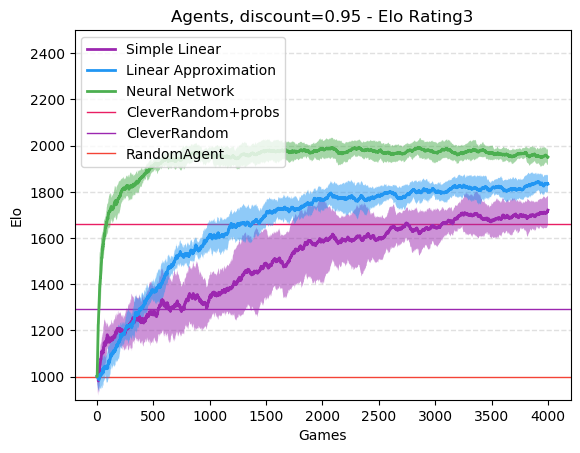 Agents, discount=0.95 - Elo Rating3
Simple Linear
Linear Approximation
Neural Network
CleverRandom+probs
CleverRandom
RandomAgent
2400
2200
2000
1800
1600
1400
1200
1000
Elo
0 500 1000 1500 2000 2500 3000 3500 4000
Games